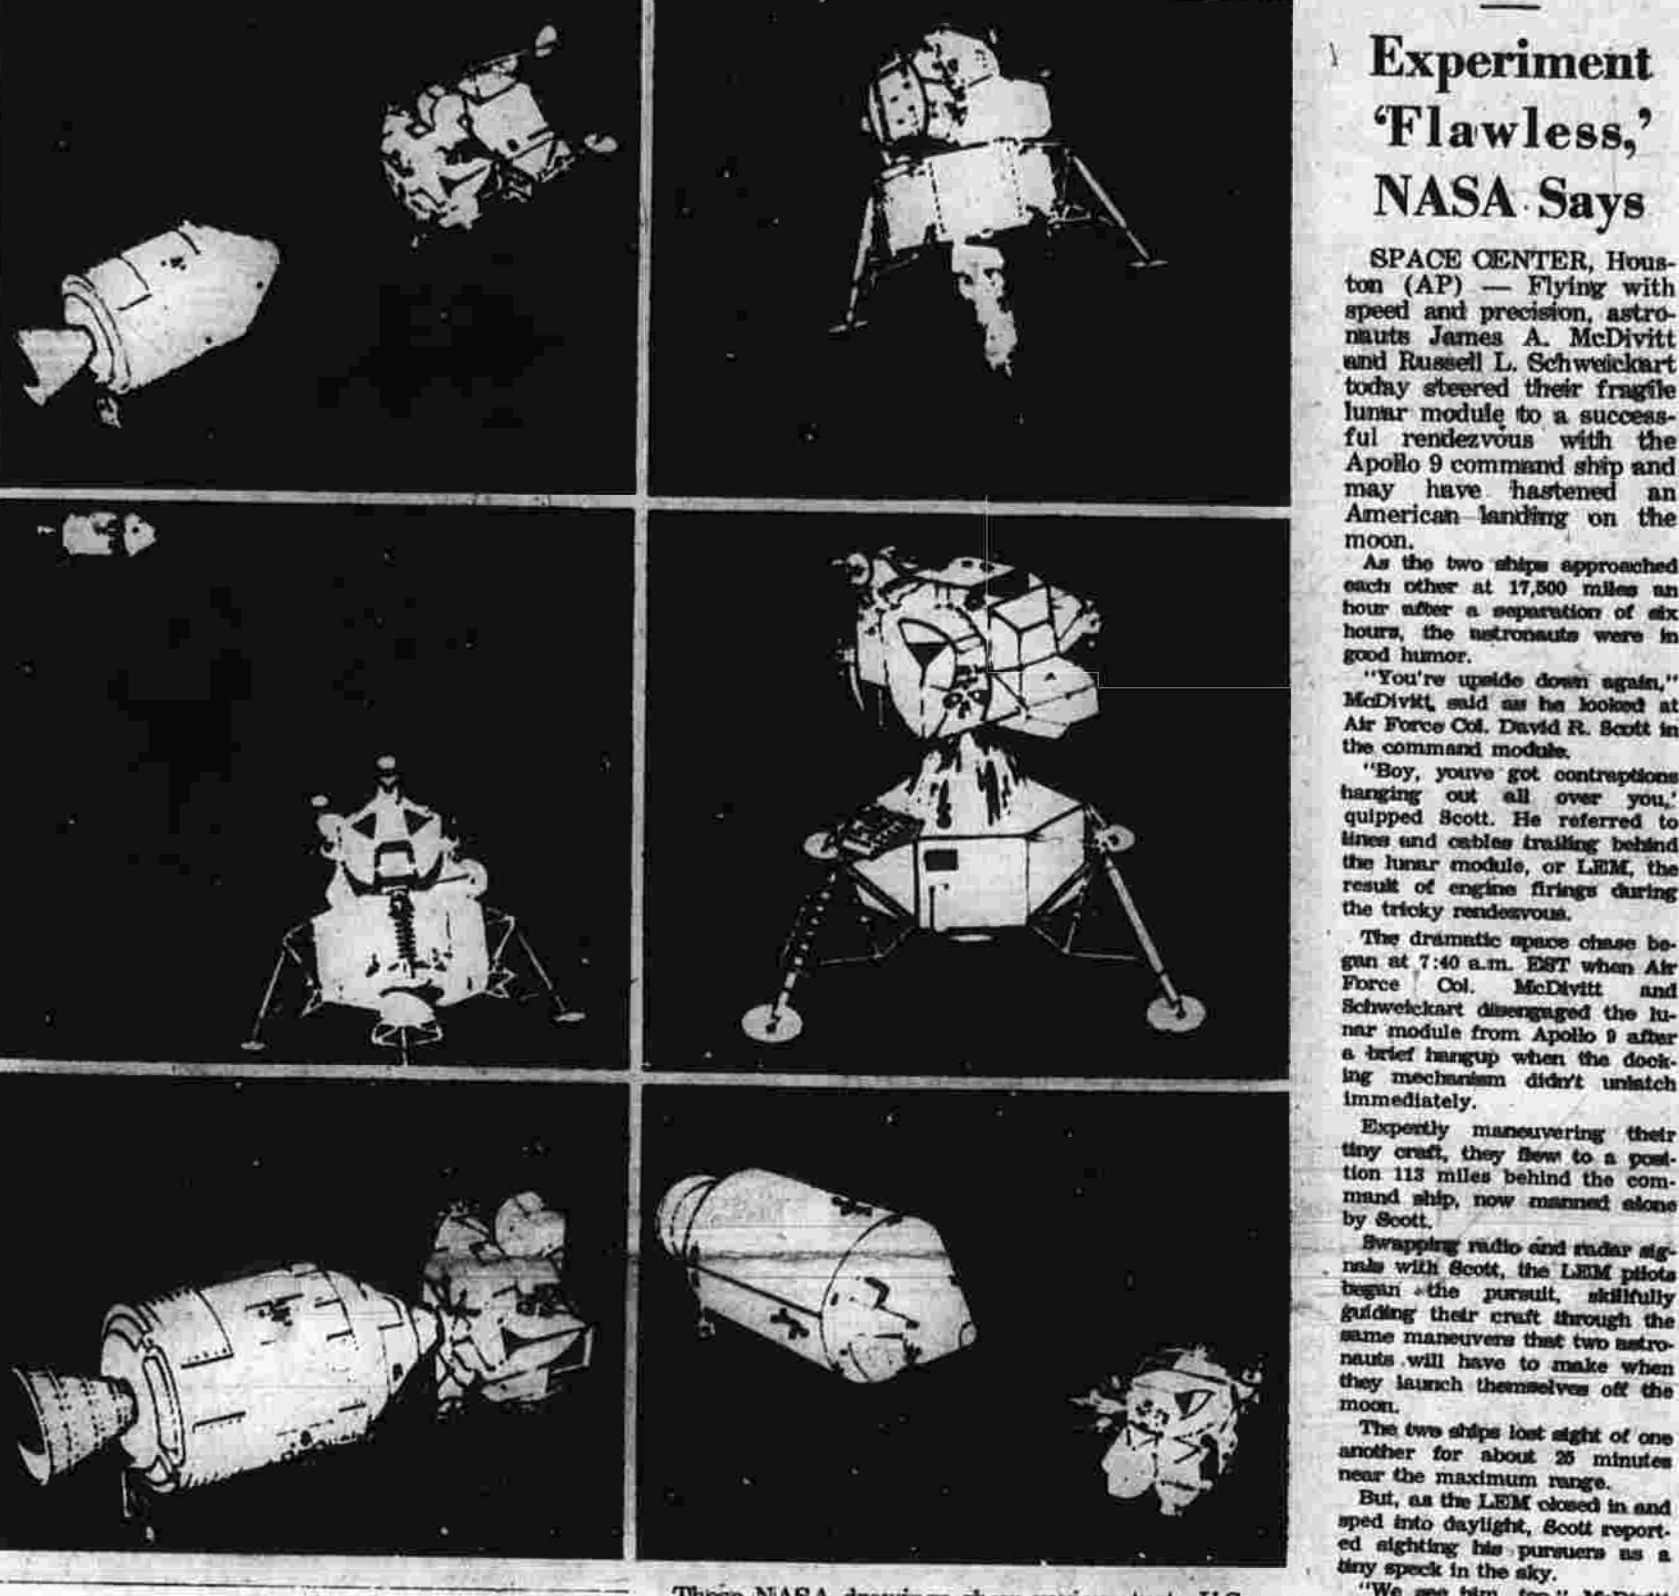 Experiment
'Flawless,'
NASA Says
SPACE CENTER, Hous-
ton (AP) — Flying with
speed and precision, astro-
nauts James A. McDivitt
and Russell L. Schweickart
today steered their fragile
lunar module to a success-
ful rendezvous with the
Apollo 9 command ship and
may have hastened an
American landing on the
moon.
As the two ships approached
each other at 17,500 miles an
hour after a separation of six
hours, the astronauts were in
good humor.
"You're upside down again,"
McDivitt said as he looked at
Air Force Col. David R. Scott in
the command module.
"Boy, youve got contraptions
hanging out all over you,'
quipped Scott. He referred to
lines and cables trailing behind
the lunar module, or LEM, the
result of engine firings during
the tricky rendezvous.
The dramatic space chase be-
gan at 7:40 a.m. EST when Air
Force Col. McDivitt and
Schweickart disengaged the lu-
nar module from Apollo 9 after
a brief hangup when the dock-
ing mechanism didn't unlatch
immediately.
Expertly maneuvering their
tiny craft, they flew to a posi-
tion 113 miles behind the com-
mand ship, now manned alone
by Scott.
Swapping radio and radar sig-
nals with Scott, the LEM pilots
began the pursuit, skillfully
guiding their craft through the
same maneuvers that two astro-
nauts will have to make when
they launch themselves off the
moon.
The two ships lost sight of one
another for about 25 minutes
near the maximum range.
But, as the LEM closed in and
sped into daylight, Scott report-
ed sighting his pursuers as a
tiny speck in the sky.
"We see
These NASA drawings show